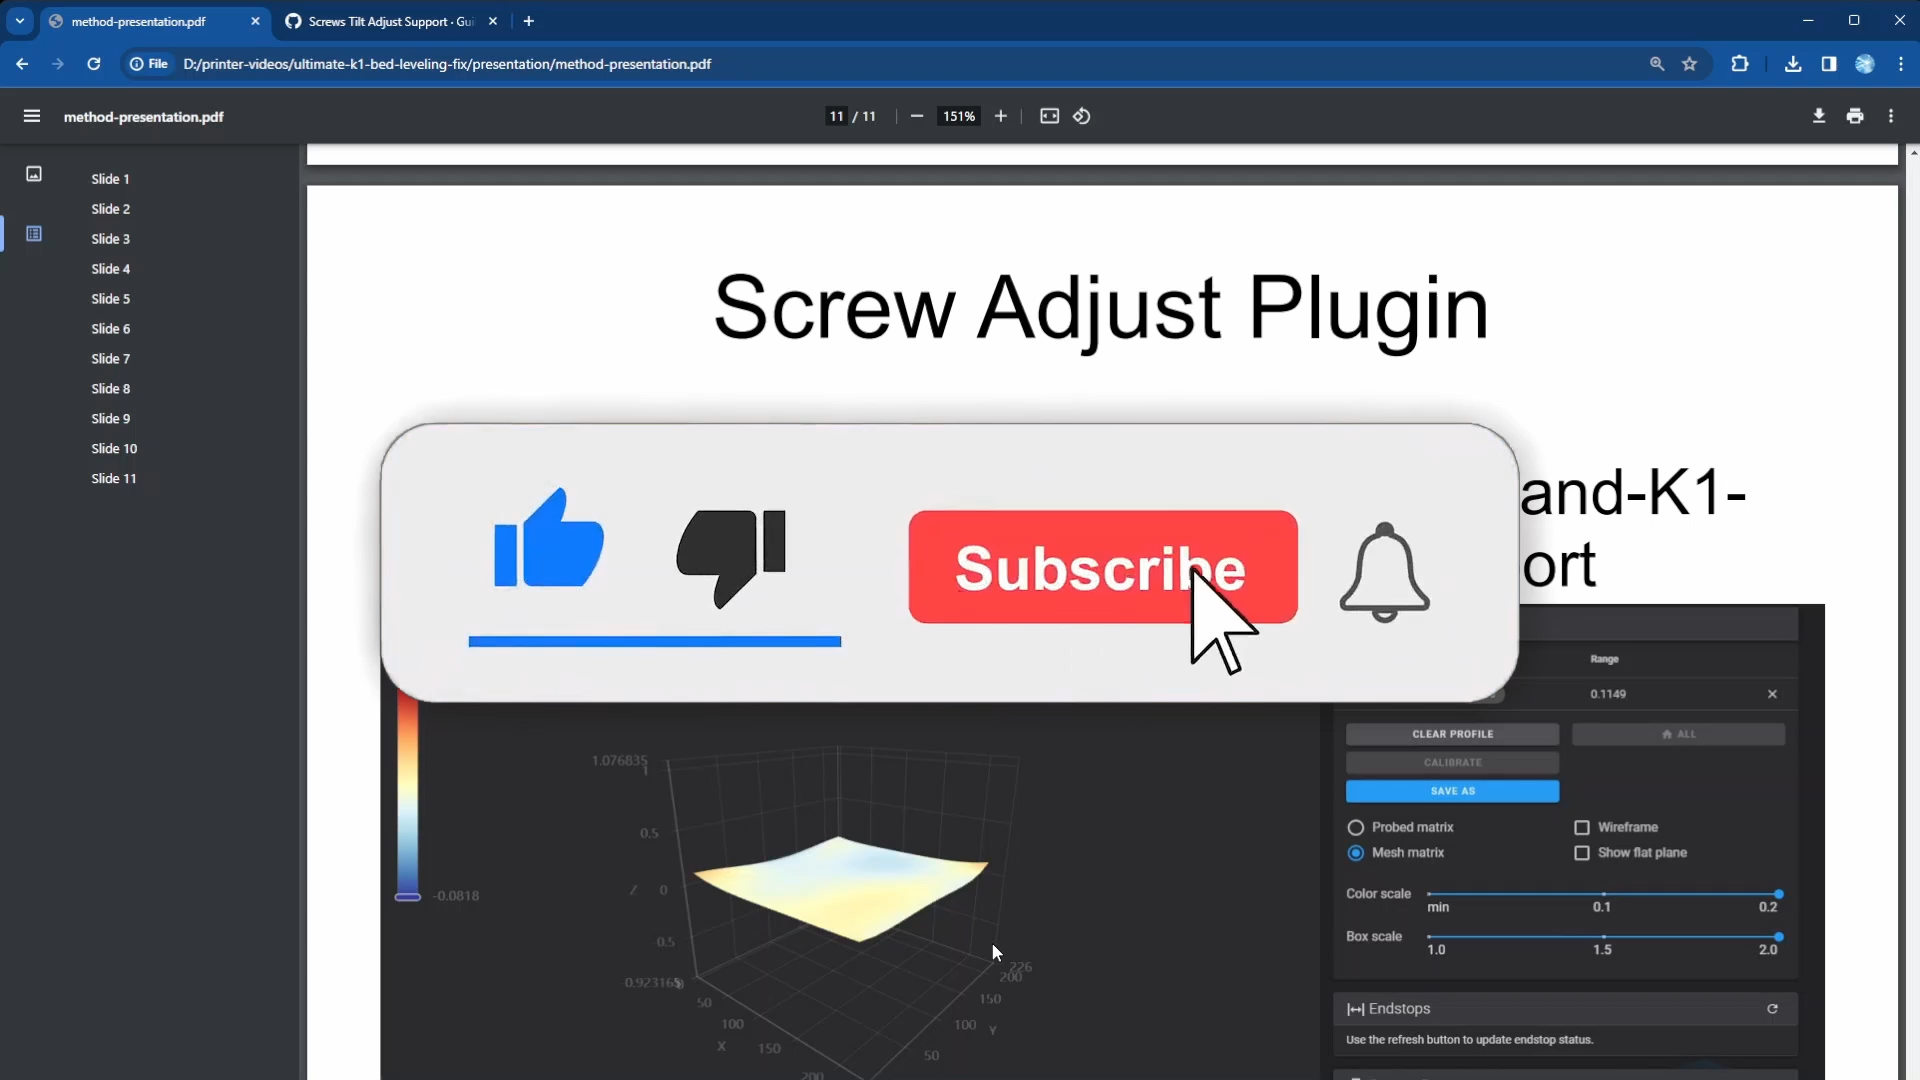 method-presentation.pdf
Screws Tilt Adjust Support · Gui
File
D:/printer-videos/ultimate-k1-bed-leveling-fix/presentation/method-presentation.pdf
method-presentation.pdf
11 / 11
151%
Slide 1
Slide 2
Slide 3
Slide 4
Slide 5
Slide 6
Slide 7
Slide 8
Slide 9
Slide 10
Slide 11
Screw Adjust Plugin
and-K1-
ort
Subscribe
Range
0.1149
CLEAR PROFILE
ALL
CALIBRATE
SAVE AS
Probed matrix
Wireframe
Mesh matrix
Show flat plane
Color scale
min
0.1
0.2
Box scale
1.0
1.5
2.0
Endstops
Use the refresh button to update endstop status.
-0.0818
1.076835
1
0.5
Z
0
0.5
50
100
X
150
200
226
200
150
Y
100
50